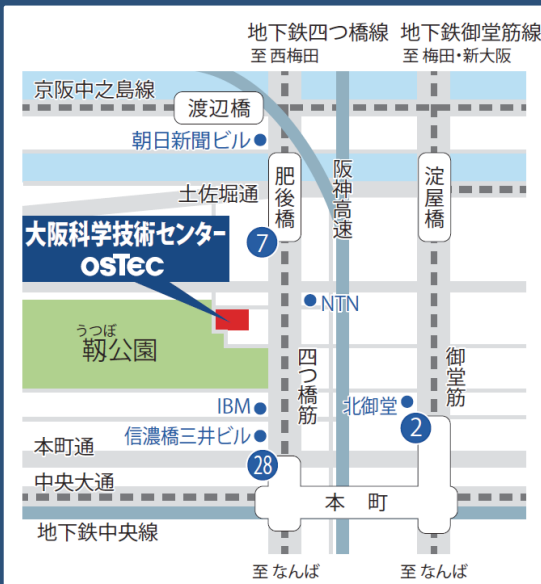 地下鉄四つ橋線
地下鉄御堂筋線
至 西梅田
至 梅田・新大阪
京阪中之島線
渡辺橋
朝日新聞ビル
肥後橋
阪神高速
淀屋橋
土佐堀通
大阪科学技術センター
OSTEC
7
NTN
うつぼ
靱公園
四つ橋筋
御堂筋
IBM
北御堂
2
信濃橋三井ビル
本町通
28
中央大通
本 町
地下鉄中央線
至 なんば
至 なんば